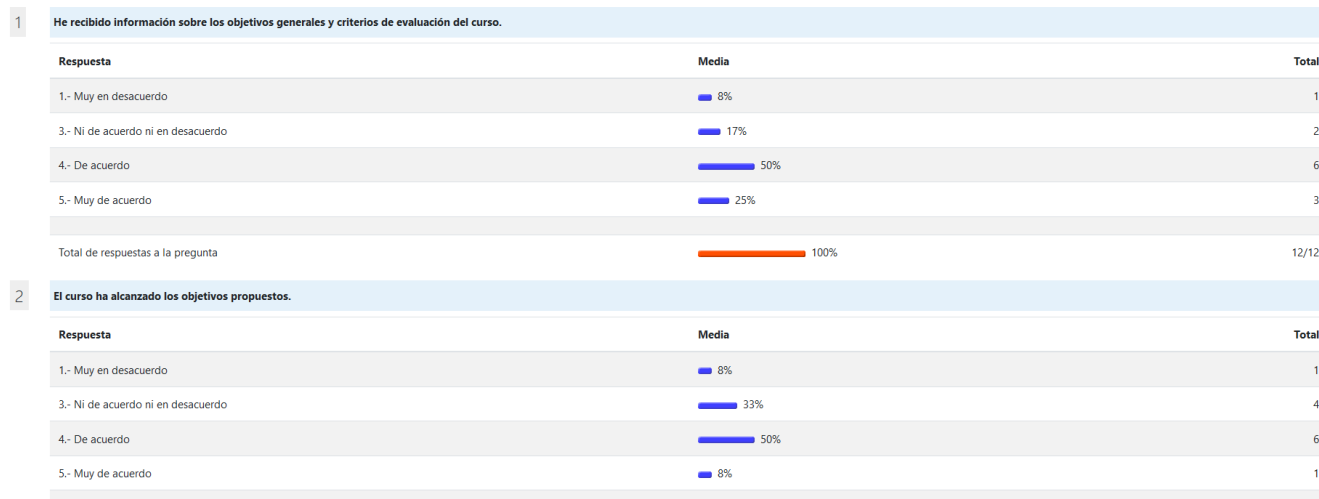 1 He recibido información sobre los objetivos generales y criterios de evaluación del curso.
Respuesta Media Total
1.- Muy en desacuerdo 8% 1
3.- Ni de acuerdo ni en desacuerdo 17% 2
4.- De acuerdo 50% 6
5.- Muy de acuerdo 25% 3
Total de respuestas a la pregunta 100% 12/12
2 El curso ha alcanzado los objetivos propuestos.
Respuesta Media Total
1.- Muy en desacuerdo 8% 1
3.- Ni de acuerdo ni en desacuerdo 33% 4
4.- De acuerdo 50% 6
5.- Muy de acuerdo 8% 1